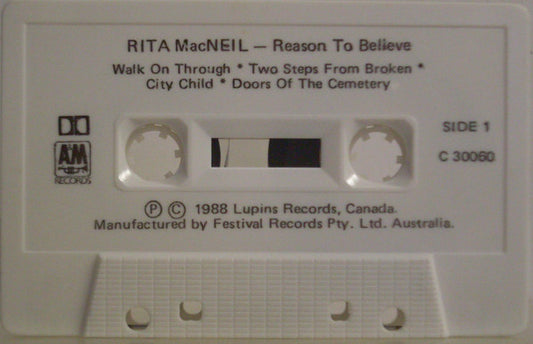 RITA MacNEIL — Reason To Believe
Walk On Through * Two Steps From Broken *
City Child * Doors Of The Cemetery
SIDE 1
A&M
RECORDS
C 30060
Ⓟ © 1988 Lupins Records, Canada.
Manufactured by Festival Records Pty. Ltd. Australia.